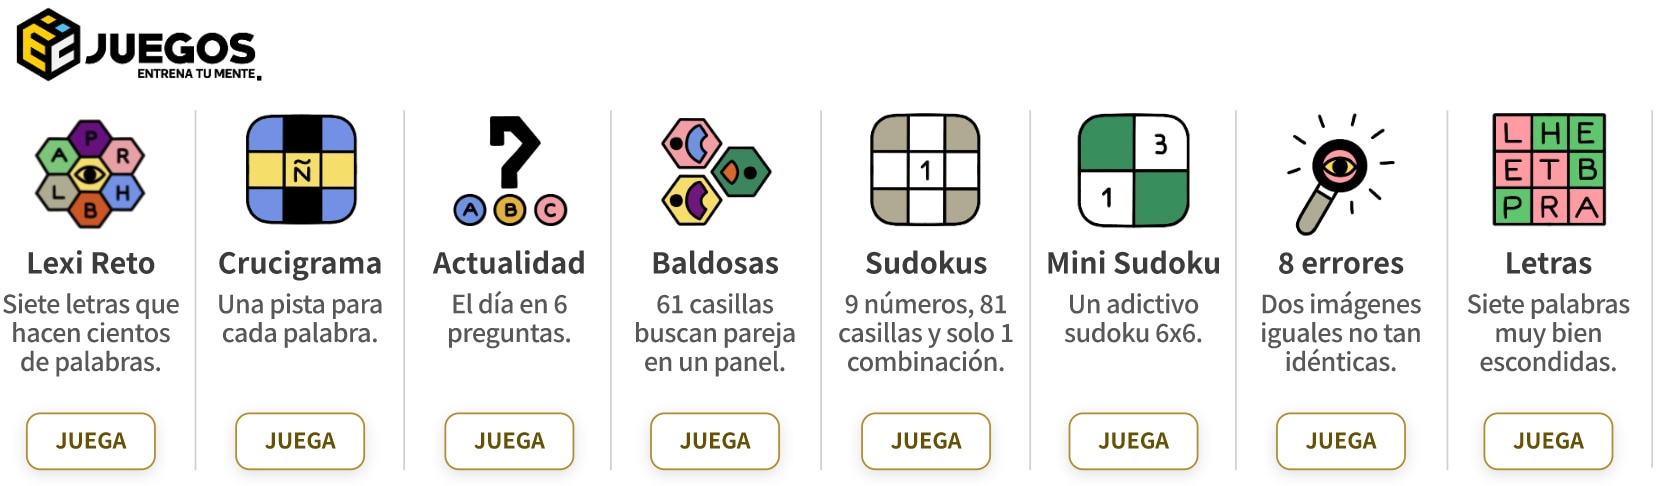 JUEGOS
ENTRENA TU MENTE.
P
A R
L H
B
Lexi Reto
Siete letras que
hacen cientos
de palabras.
JUEGA
Ñ
Crucigrama
Una pista para
cada palabra.
JUEGA
?
A B C
Actualidad
El día en 6
preguntas.
JUEGA
Baldosas
61 casillas
buscan pareja
en un panel.
JUEGA
1
Sudokus
9 números, 81
casillas y solo 1
combinación.
JUEGA
3
1
Mini Sudoku
Un adictivo
sudoku 6x6.
JUEGA
8 errores
Dos imágenes
iguales no tan
idénticas.
JUEGA
L H E
E T B
P R A
Letras
Siete palabras
muy bien
escondidas.
JUEGA